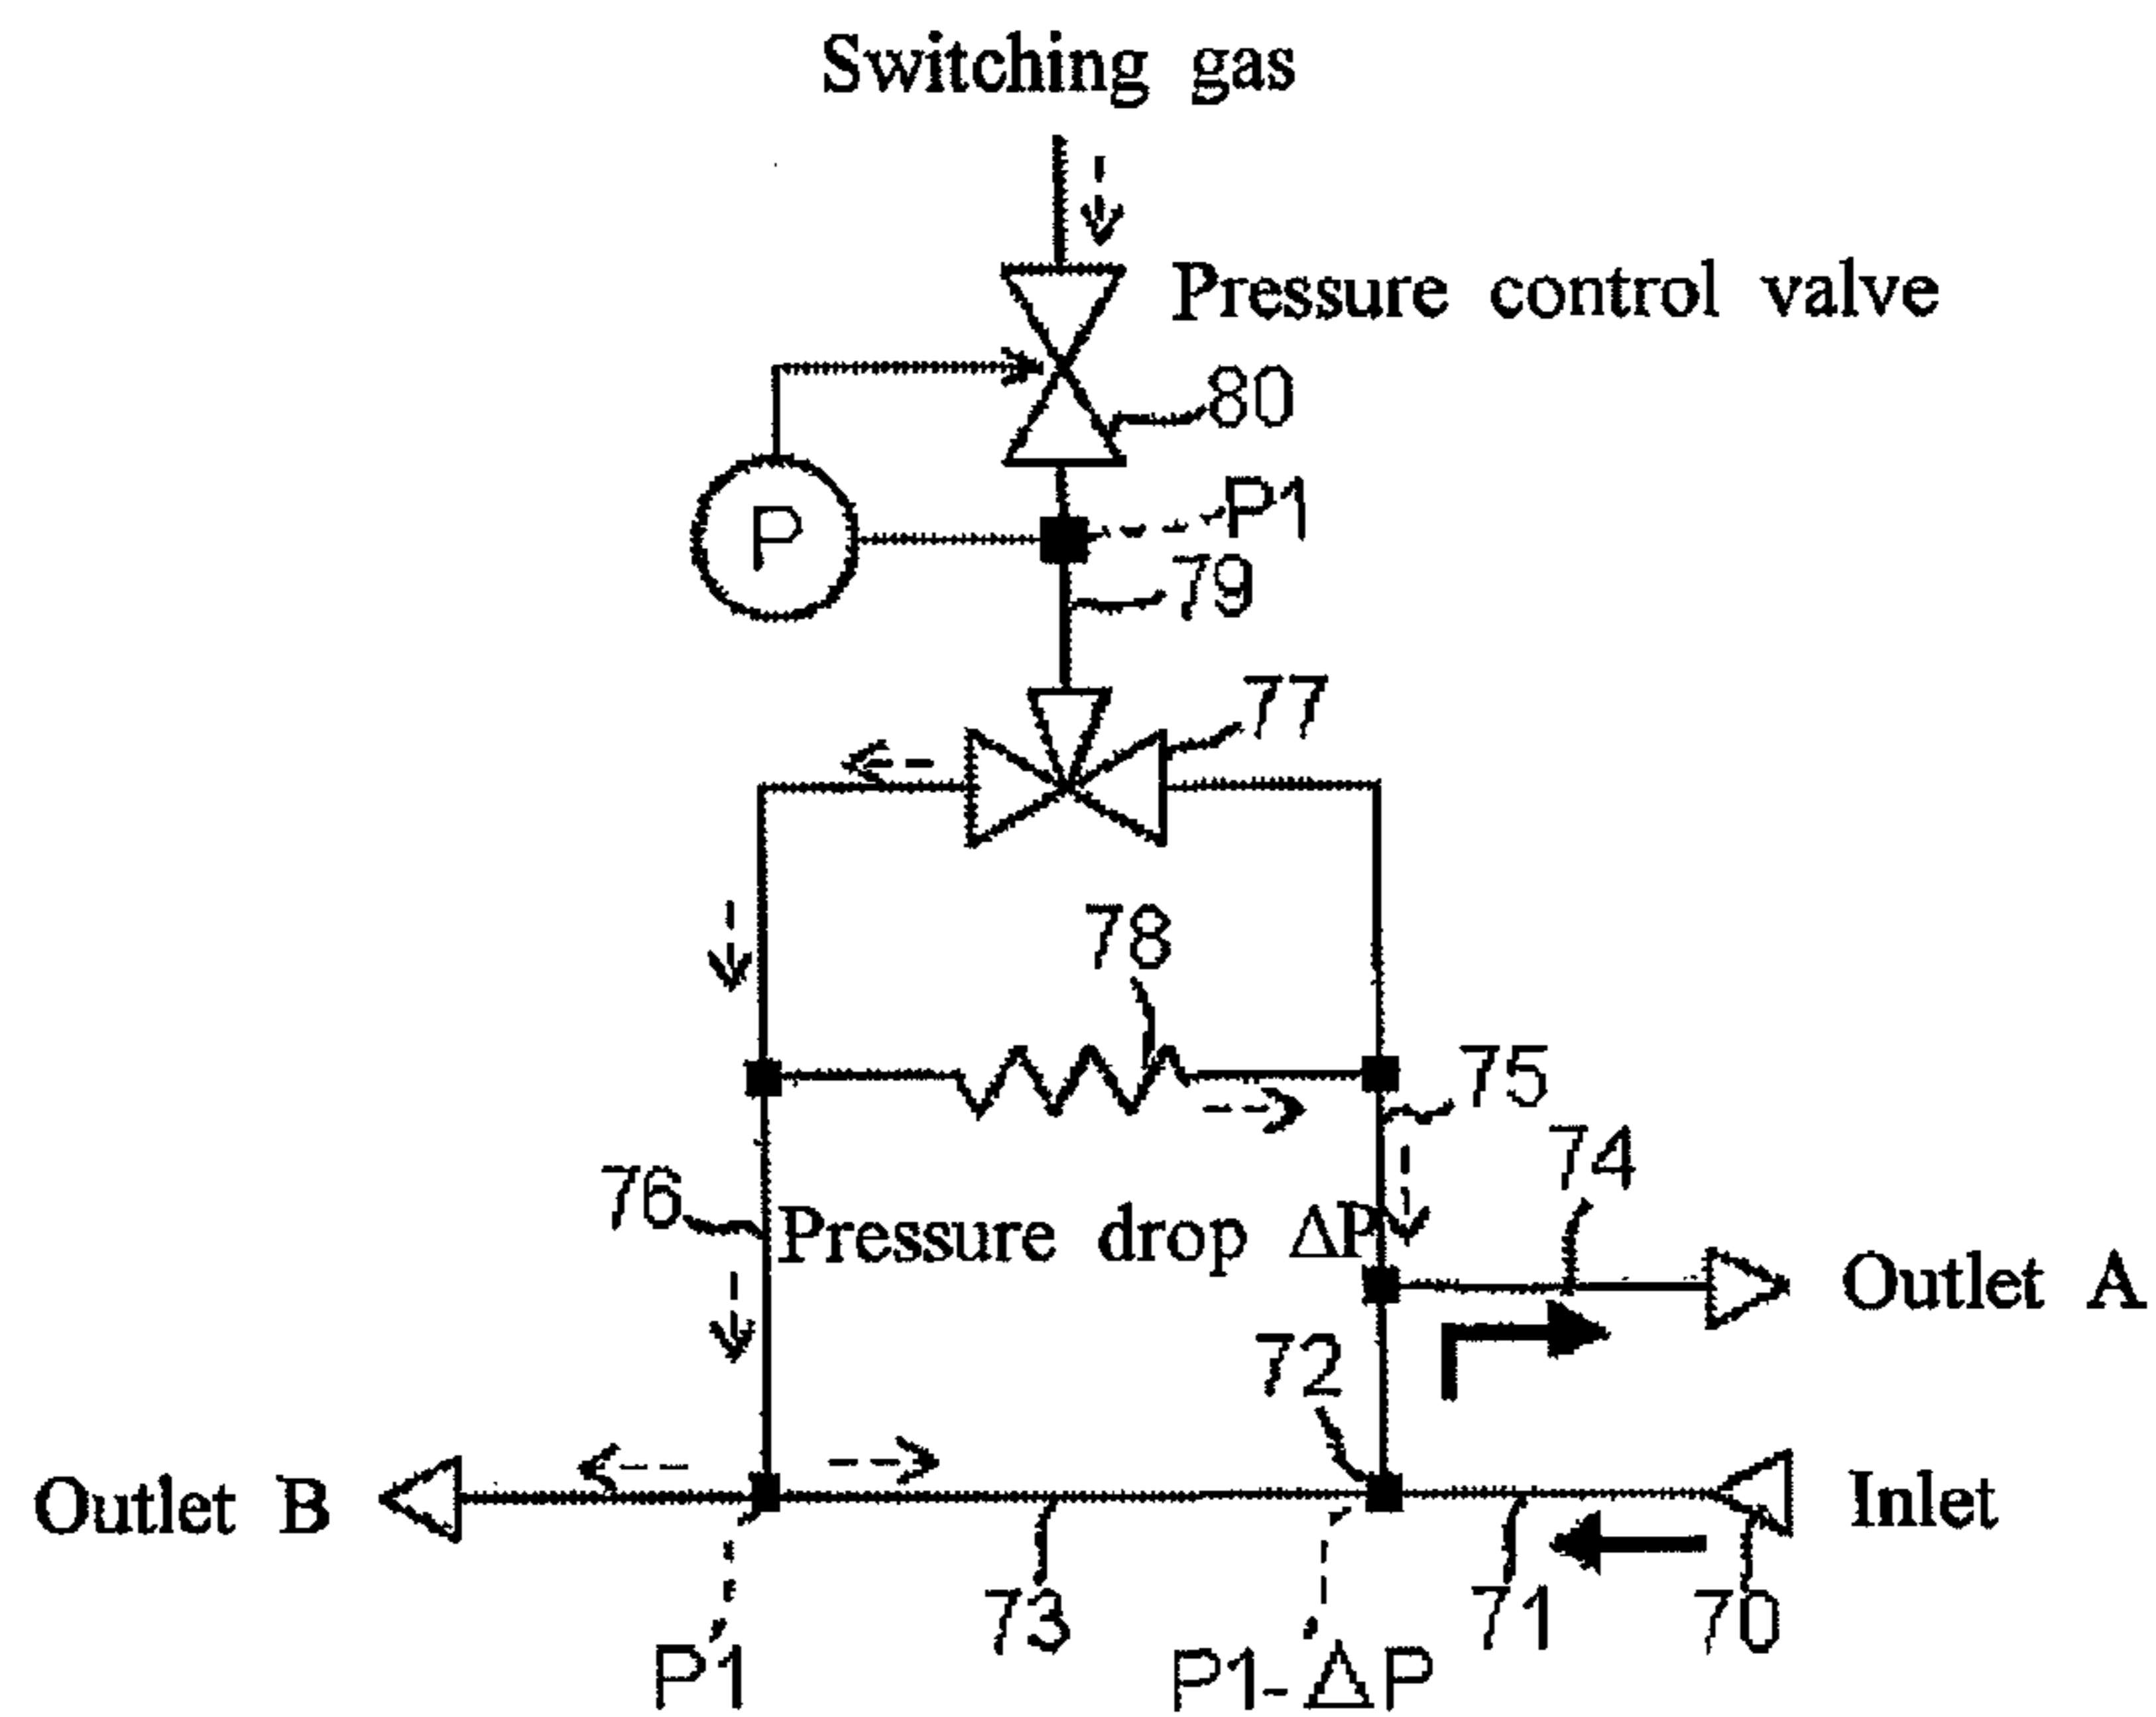 Switching gas
Pressure control valve
80
P1
P
79
77
78
75
74
76
Pressure drop ΔP
Outlet A
72
Outlet B
Inlet
73
71
70
P1
P1-ΔP